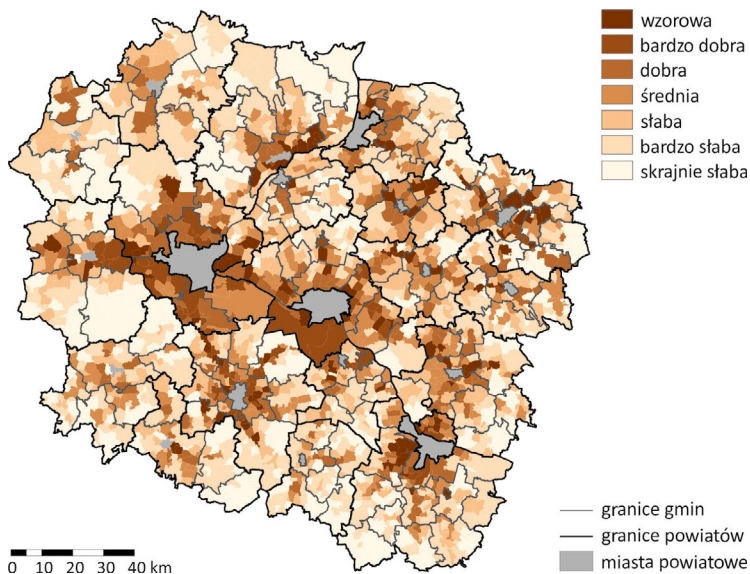 wzorowa
bardzo dobra
dobra
średnia
słaba
bardzo słaba
skrajnie słaba
granice gmin
granice powiatów
miasta powiatowe
0 10 20 30 40 km